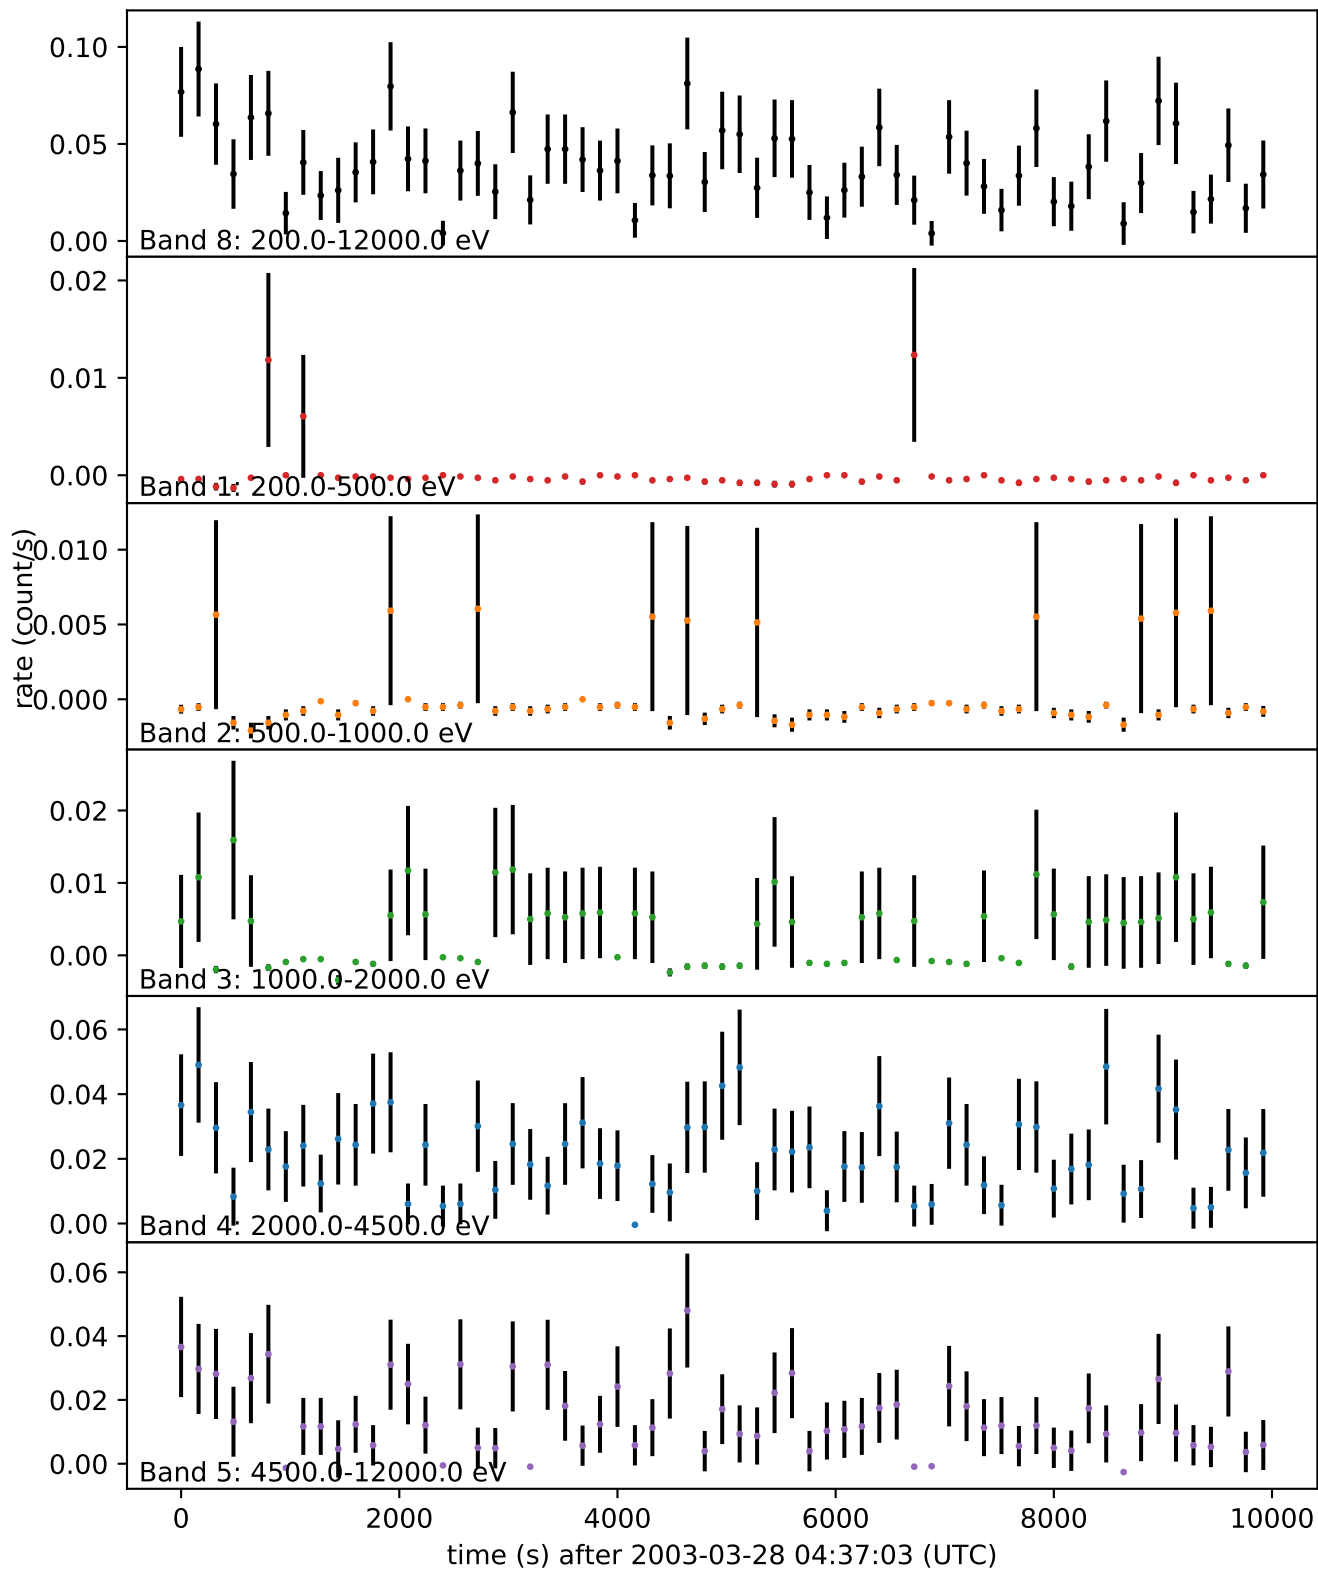 0.10
0.05
0.00
Band 8: 200.0-12000.0 eV
0.02
0.01
0.00
Band 1: 200.0-500.0 eV
rate (count/s)
0.010
0.005
0.000
Band 2: 500.0-1000.0 eV
0.02
0.01
0.00
Band 3: 1000.0-2000.0 eV
0.06
0.04
0.02
0.00
Band 4: 2000.0-4500.0 eV
0.06
0.04
0.02
0.00
Band 5: 4500.0-12000.0 eV
0 2000 4000 6000 8000 10000
time (s) after 2003-03-28 04:37:03 (UTC)